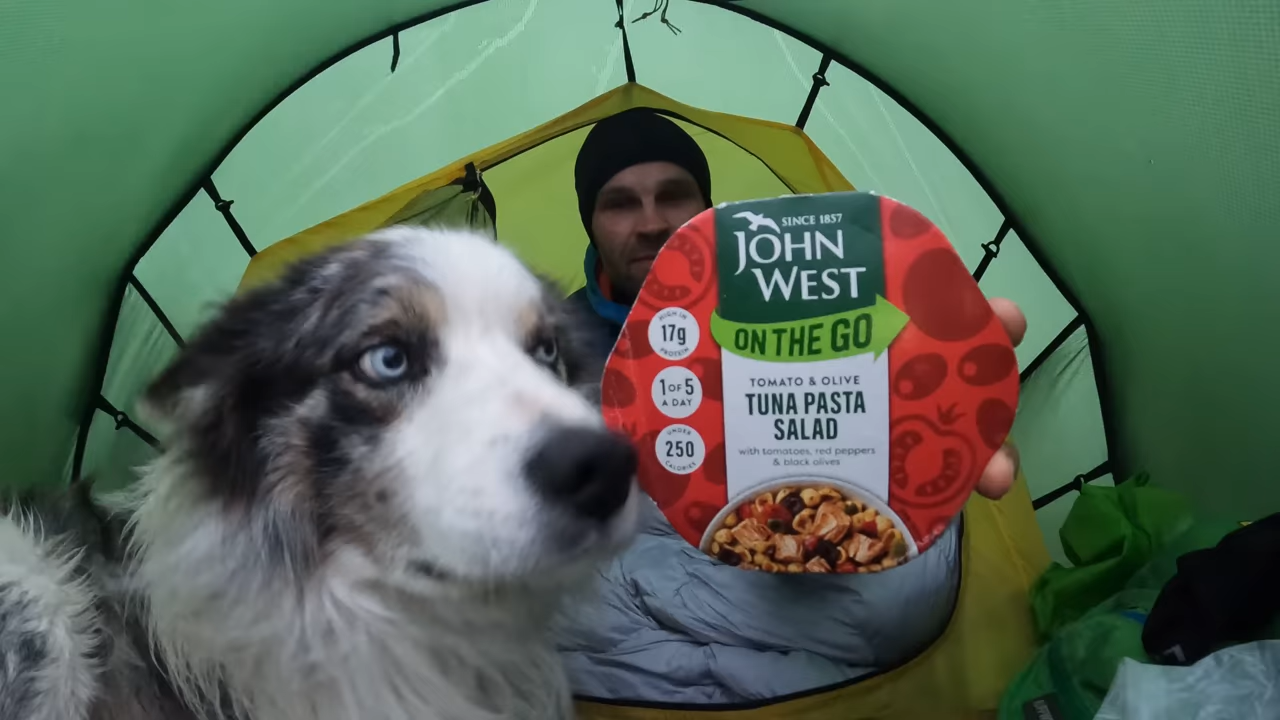 SINCE 1857
JOHN
WEST
ON THE GO
HIGH IN
17g
PROTEIN
1 OF 5
A DAY
UNDER
250
CALORIES
TOMATO & OLIVE
TUNA PASTA
SALAD
with tomatoes, red peppers
& black olives